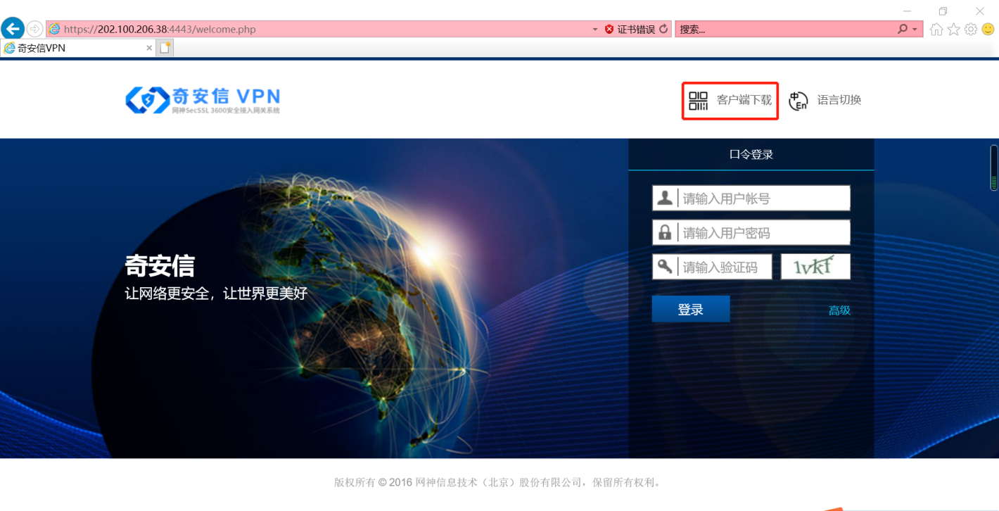 https://202.100.206.38:4443/welcome.php
证书错误
搜索...
奇安信VPN
奇安信 VPN
网神SecSSL 3600安全接入网关系统
客户端下载
中
En
语言切换
口令登录
请输入用户帐号
请输入用户密码
请输入验证码
1vkf
奇安信
让网络更安全，让世界更美好
登录
高级
版权所有 © 2016 网神信息技术（北京）股份有限公司，保留所有权利。